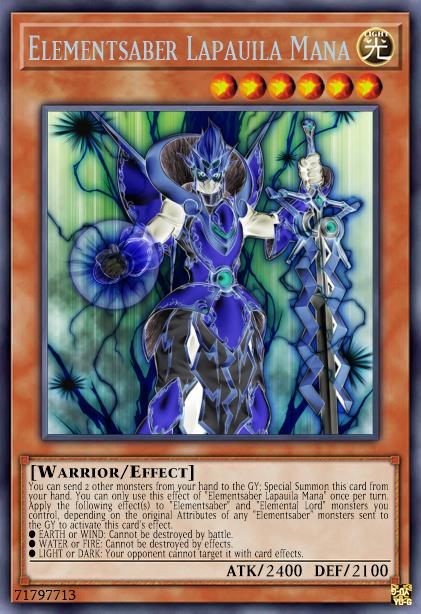 ELEMENTSABER LAPAUILA MANA
LIGHT
光
[WARRIOR/EFFECT]
You can send 2 other monsters from your hand to the GY; Special Summon this card from
your hand. You can only use this effect of "Elementsaber Lapauila Mana" once per turn.
Apply the following effect(s) to "Elementsaber" and "Elemental Lord" monsters you
control, depending on the original Attributes of any "Elementsaber" monsters sent to
the GY to activate this card's effect.
● EARTH or WIND: Cannot be destroyed by battle.
● WATER or FIRE: Cannot be destroyed by effects.
● LIGHT or DARK: Your opponent cannot target it with card effects.
ATK/2400 DEF/2100
71797713